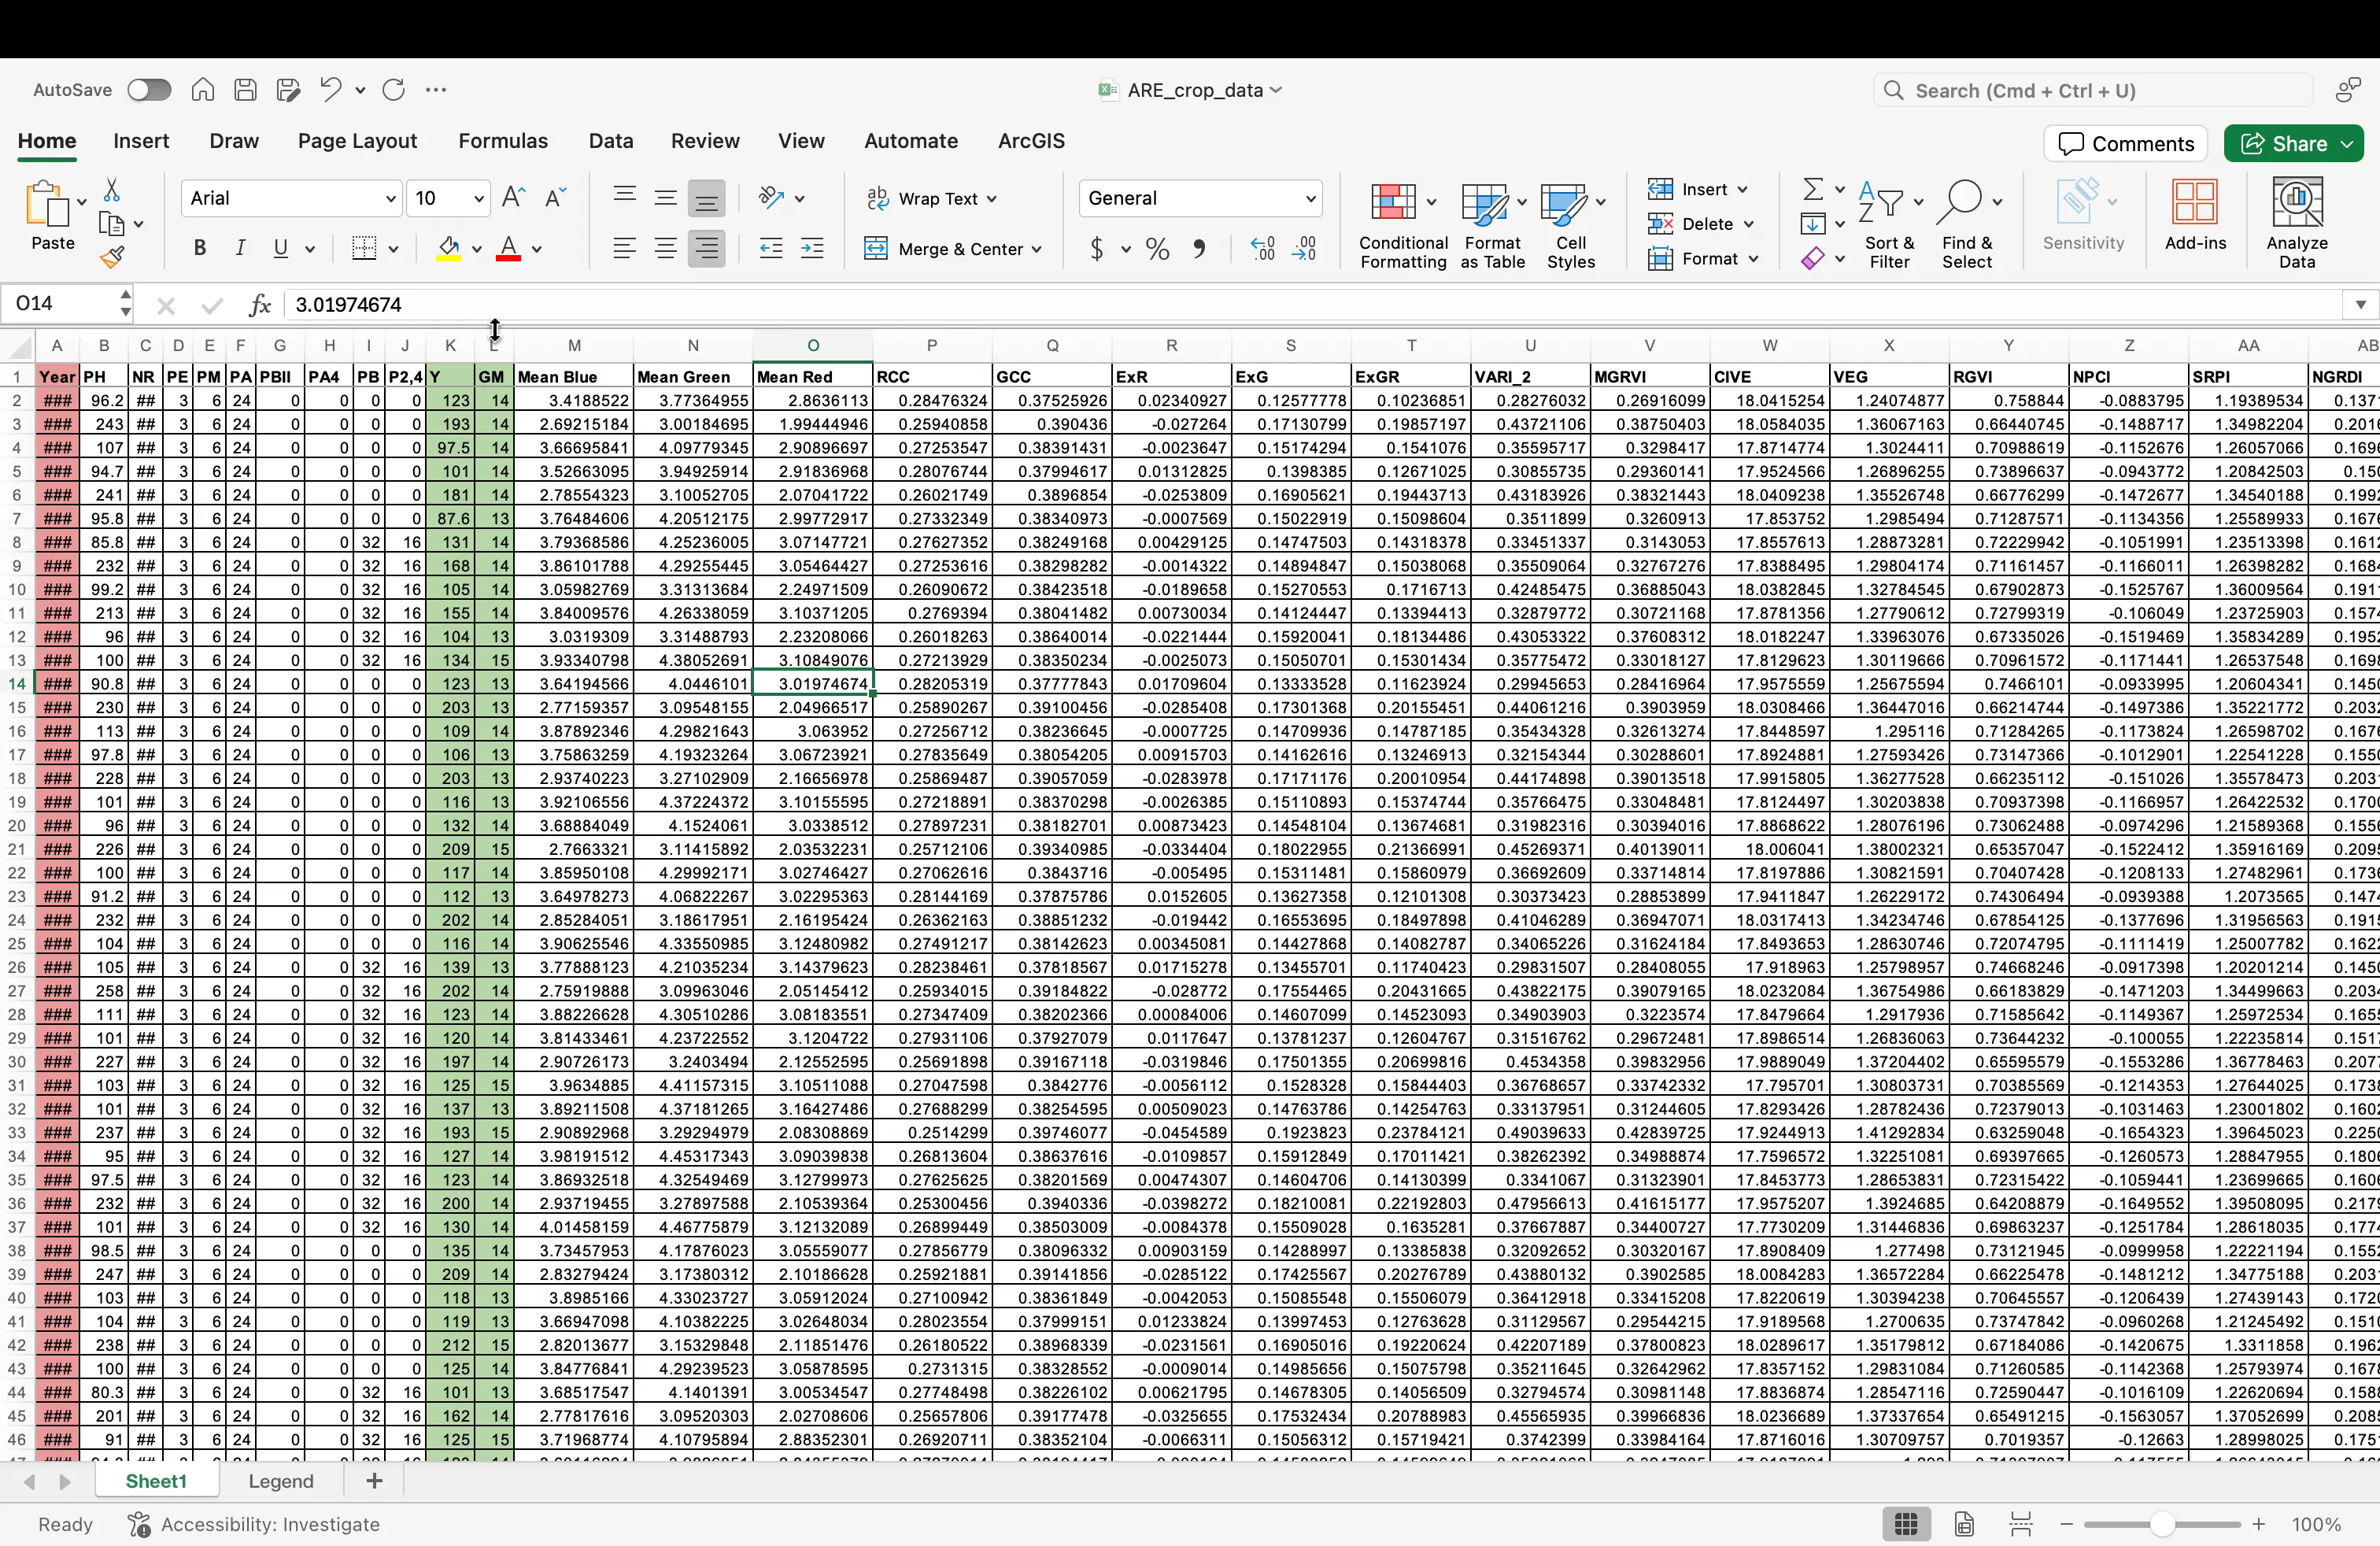 AutoSave ARE_crop_data Search (Cmd + Ctrl + U)
Home Insert Draw Page Layout Formulas Data Review View Automate ArcGIS Comments Share
Paste Arial 10 Wrap Text General Conditional Formatting Format as Table Cell Styles Insert Delete Format Sort & Filter Find & Select Sensitivity Add-ins Analyze Data
B I U Merge & Center
O14 fx 3.01974674
A B C D E F G H I J K L M N O P Q R S T U V W X Y Z AA AB
1 Year PH NR PE PM PA PBII PA4 PB P2,4 Y GM Mean Blue Mean Green Mean Red RCC GCC ExR ExG ExGR VARI_2 MGRVI CIVE VEG RGVI NPCI SRPI NGRDI
2 ### 96.2 ## 3 6 24 0 0 0 0 123 14 3.4188522 3.77364955 2.8636113 0.28476324 0.37525926 0.02340927 0.12577778 0.10236851 0.28276032 0.26916099 18.0415254 1.24074877 0.758844 -0.0883795 1.19389534
3 ### 243 ## 3 6 24 0 0 0 0 193 14 2.69215184 3.00184695 1.99444946 0.25940858 0.390436 -0.027264 0.17130799 0.19857197 0.43721106 0.38750403 18.0584035 1.36067163 0.66440745 -0.1488717 1.34982204
4 ### 107 ## 3 6 24 0 0 0 0 97.5 14 3.66695841 4.09779345 2.90896697 0.27253547 0.38391431 -0.0023647 0.15174294 0.1541076 0.35595717 0.3298417 17.8714774 1.3024411 0.70988619 -0.1152676 1.26057066
5 ### 94.7 ## 3 6 24 0 0 0 0 101 14 3.52663095 3.94925914 2.91836968 0.28076744 0.37994617 0.01312825 0.1398385 0.12671025 0.30855735 0.29360141 17.9524566 1.26896255 0.73896637 -0.0943772 1.20842503
6 ### 241 ## 3 6 24 0 0 0 0 181 14 2.78554323 3.10052705 2.07041722 0.26021749 0.3896854 -0.0253809 0.16905621 0.19443713 0.43183926 0.38321443 18.0409238 1.35526748 0.66776299 -0.1472677 1.34540188
7 ### 95.8 ## 3 6 24 0 0 0 0 87.6 13 3.76484606 4.20512175 2.99772917 0.27332349 0.38340973 -0.0007569 0.15022919 0.15098604 0.3511899 0.3260913 17.853752 1.2985494 0.71287571 -0.1134356 1.25589933
8 ### 85.8 ## 3 6 24 0 0 32 16 131 14 3.79368586 4.25236005 3.07147721 0.27627352 0.38249168 0.00429125 0.14747503 0.14318378 0.33451337 0.3143053 17.8557613 1.28873281 0.72229942 -0.1051991 1.23513398
9 ### 232 ## 3 6 24 0 0 32 16 168 14 3.86101788 4.29255445 3.05464427 0.27253616 0.38298282 -0.0014322 0.14894847 0.15038068 0.35509064 0.32767276 17.8388495 1.29804174 0.71161457 -0.1166011 1.26398282
10 ### 99.2 ## 3 6 24 0 0 32 16 105 14 3.05982769 3.31313684 2.24971509 0.26090672 0.38423518 -0.0189658 0.15270553 0.1716713 0.42485475 0.36885043 18.0382845 1.32784545 0.67902873 -0.1525767 1.36009564
11 ### 213 ## 3 6 24 0 0 32 16 155 14 3.84009576 4.26338059 3.10371205 0.2769394 0.38041482 0.00730034 0.14124447 0.13394413 0.32879772 0.30721168 17.8781356 1.27790612 0.72799319 -0.106049 1.23725903
12 ### 96 ## 3 6 24 0 0 32 16 104 13 3.0319309 3.31488793 2.23208066 0.26018263 0.38640014 -0.0221444 0.15920041 0.18134486 0.43053322 0.37608312 18.0182247 1.33963076 0.67335026 -0.1519469 1.35834289
13 ### 100 ## 3 6 24 0 0 32 16 134 15 3.93340798 4.38052691 3.10849076 0.27213929 0.38350234 -0.0025073 0.15050701 0.15301434 0.35775472 0.33018127 17.8129623 1.30119666 0.70961572 -0.1171441 1.26537548
14 ### 90.8 ## 3 6 24 0 0 0 0 123 13 3.64194566 4.0446101 3.01974674 0.28205319 0.37777843 0.01709604 0.13333528 0.11623924 0.29945653 0.28416964 17.9575559 1.25675594 0.7466101 -0.0933995 1.20604341
15 ### 230 ## 3 6 24 0 0 0 0 203 13 2.77159357 3.09548155 2.04966517 0.25890267 0.39100456 -0.0285408 0.17301368 0.20155451 0.44061216 0.3903959 18.0308466 1.36447016 0.66214744 -0.1497386 1.35221772
16 ### 113 ## 3 6 24 0 0 0 0 109 14 3.87892346 4.29821643 3.063952 0.27256712 0.38236645 -0.0007725 0.14709936 0.14787185 0.35434328 0.32613274 17.8448597 1.295116 0.71284265 -0.1173824 1.26598702
17 ### 97.8 ## 3 6 24 0 0 0 0 106 13 3.75863259 4.19323264 3.06723921 0.27835649 0.38054205 0.00915703 0.14162616 0.13246913 0.32154344 0.30288601 17.8924881 1.27593426 0.73147366 -0.1012901 1.22541228
18 ### 228 ## 3 6 24 0 0 0 0 203 13 2.93740223 3.27102909 2.16656978 0.25869487 0.39057059 -0.0283978 0.17171176 0.20010954 0.44174898 0.39013518 17.9915805 1.36277528 0.66235112 -0.151026 1.35578473
19 ### 101 ## 3 6 24 0 0 0 0 116 13 3.92106556 4.37224372 3.10155595 0.27218891 0.38370298 -0.0026385 0.15110893 0.15374744 0.35766475 0.33048481 17.8124497 1.30203838 0.70937398 -0.1166957 1.26422532
20 ### 96 ## 3 6 24 0 0 0 0 132 14 3.68884049 4.1524061 3.0338512 0.27897231 0.38182701 0.00873423 0.14548104 0.13674681 0.31982316 0.30394016 17.8868622 1.28076196 0.73062488 -0.0974296 1.21589368
21 ### 226 ## 3 6 24 0 0 0 0 209 15 2.7663321 3.11415892 2.03532231 0.25712106 0.39340985 -0.0334404 0.18022955 0.21366991 0.45269371 0.40139011 18.006041 1.38002321 0.65357047 -0.1522412 1.35916169
22 ### 100 ## 3 6 24 0 0 0 0 117 14 3.85950108 4.29992171 3.02746427 0.27062616 0.3843716 -0.005495 0.15311481 0.15860979 0.36692609 0.33714814 17.8197886 1.30821591 0.70407428 -0.1208133 1.27482961
23 ### 91.2 ## 3 6 24 0 0 0 0 112 13 3.64978273 4.06822267 3.02295363 0.28144169 0.37875786 0.0152605 0.13627358 0.12101308 0.30373423 0.28853899 17.9411847 1.26229172 0.74306494 -0.0939388 1.2073565
24 ### 232 ## 3 6 24 0 0 0 0 202 14 2.85284051 3.18617951 2.16195424 0.26362163 0.38851232 -0.019442 0.16553695 0.18497898 0.41046289 0.36947071 18.0317413 1.34234746 0.67854125 -0.1377696 1.31956563
25 ### 104 ## 3 6 24 0 0 0 0 116 14 3.90625546 4.33550985 3.12480982 0.27491217 0.38142623 0.00345081 0.14427868 0.14082787 0.34065226 0.31624184 17.8493653 1.28630746 0.72074795 -0.1111419 1.25007782
26 ### 105 ## 3 6 24 0 0 32 16 139 13 3.77888123 4.21035234 3.14379623 0.28238461 0.37818567 0.01715278 0.13455701 0.11740423 0.29831507 0.28408055 17.918963 1.25798957 0.74668246 -0.0917398 1.20201214
27 ### 258 ## 3 6 24 0 0 32 16 202 14 2.75919888 3.09963046 2.05145412 0.25934015 0.39184822 -0.028772 0.17554465 0.20431665 0.43822175 0.39079165 18.0232084 1.36754986 0.66183829 -0.1471203 1.34499663
28 ### 111 ## 3 6 24 0 0 32 16 123 14 3.88226628 4.30510286 3.08183551 0.27347409 0.38202366 0.00084006 0.14607099 0.14523093 0.34903903 0.3223574 17.8479664 1.2917936 0.71585642 -0.1149367 1.25972534
29 ### 101 ## 3 6 24 0 0 32 16 120 14 3.81433461 4.23722552 3.1204722 0.27931106 0.37927079 0.0117647 0.13781237 0.12604767 0.31516762 0.29672481 17.8986514 1.26836063 0.73644232 -0.100055 1.22235814
30 ### 227 ## 3 6 24 0 0 32 16 197 14 2.90726173 3.2403494 2.12552595 0.25691898 0.39167118 -0.0319846 0.17501355 0.20699816 0.4534358 0.39832956 17.9889049 1.37204402 0.65595579 -0.1553286 1.36778463
31 ### 103 ## 3 6 24 0 0 32 16 125 15 3.9634885 4.41157315 3.10511088 0.27047598 0.3842776 -0.0056112 0.1528328 0.15844403 0.36768657 0.33742332 17.795701 1.30803731 0.70385569 -0.1214353 1.27644025
32 ### 101 ## 3 6 24 0 0 32 16 137 13 3.89211508 4.37181265 3.16427486 0.27688299 0.38254595 0.00509023 0.14763786 0.14254763 0.33137951 0.31244605 17.8293426 1.28782436 0.72379013 -0.1031463 1.23001802
33 ### 237 ## 3 6 24 0 0 32 16 193 15 2.90892968 3.29294979 2.08308869 0.2514299 0.39746077 -0.0454589 0.1923823 0.23784121 0.49039633 0.42839725 17.9244913 1.41292834 0.63259048 -0.1654323 1.39645023
34 ### 95 ## 3 6 24 0 0 32 16 127 14 3.98191512 4.45317343 3.09039838 0.26813604 0.38637616 -0.0109857 0.15912849 0.17011421 0.38262392 0.34988874 17.7596572 1.32251081 0.69397665 -0.1260573 1.28847955
35 ### 97.5 ## 3 6 24 0 0 32 16 123 14 3.86932518 4.32549469 3.12799973 0.27625625 0.38201569 0.00474307 0.14604706 0.14130399 0.3341067 0.31323901 17.8453773 1.28653831 0.72315422 -0.1059441 1.23699665
36 ### 232 ## 3 6 24 0 0 32 16 200 14 2.93719455 3.27897588 2.10539364 0.25300456 0.3940336 -0.0398272 0.18210081 0.22192803 0.47956613 0.41615177 17.9575207 1.3924685 0.64208879 -0.1649552 1.39508095
37 ### 101 ## 3 6 24 0 0 32 16 130 14 4.01458159 4.46775879 3.12132089 0.26899449 0.38503009 -0.0084378 0.15509028 0.1635281 0.37667887 0.34400727 17.7730209 1.31446836 0.69863237 -0.1251784 1.28618035
38 ### 98.5 ## 3 6 24 0 0 0 0 135 14 3.73457953 4.17876023 3.05559077 0.27856779 0.38096332 0.00903159 0.14288997 0.13385838 0.32092652 0.30320167 17.8908409 1.277498 0.73121945 -0.0999958 1.22221194
39 ### 247 ## 3 6 24 0 0 0 0 209 14 2.83279424 3.17380312 2.10186628 0.25921881 0.39141856 -0.0285122 0.17425567 0.20276789 0.43880132 0.3902585 18.0084283 1.36572284 0.66225478 -0.1481212 1.34775188
40 ### 103 ## 3 6 24 0 0 0 0 118 13 3.8985166 4.33023727 3.05912024 0.27100942 0.38361849 -0.0042053 0.15085548 0.15506079 0.36412918 0.33415208 17.8220619 1.30394238 0.70645557 -0.1206439 1.27439143
41 ### 104 ## 3 6 24 0 0 0 0 119 13 3.66947098 4.10382225 3.02648034 0.28023554 0.37999151 0.01233824 0.13997453 0.12763628 0.31129567 0.29544215 17.9189568 1.2700635 0.73747842 -0.0960268 1.21245492
42 ### 238 ## 3 6 24 0 0 0 0 212 15 2.82013677 3.15329848 2.11851476 0.26180522 0.38968339 -0.0231561 0.16905016 0.19220624 0.42207189 0.37800823 18.0289617 1.35179812 0.67184086 -0.1420675 1.3311858
43 ### 100 ## 3 6 24 0 0 0 0 125 14 3.84776841 4.29239523 3.05878595 0.2731315 0.38328552 -0.0009014 0.14985656 0.15075798 0.35211645 0.32642962 17.8357152 1.29831084 0.71260585 -0.1142368 1.25793974
44 ### 80.3 ## 3 6 24 0 0 32 16 101 13 3.68517547 4.1401391 3.00534547 0.27748498 0.38226102 0.00621795 0.14678305 0.14056509 0.32794574 0.30981148 17.8836874 1.28547116 0.72590447 -0.1016109 1.22620694
45 ### 201 ## 3 6 24 0 0 32 16 162 14 2.77817616 3.09520303 2.02708606 0.25657806 0.39177478 -0.0325655 0.17532434 0.20788983 0.45565935 0.39966836 18.0236689 1.37337654 0.65491215 -0.1563057 1.37052699
46 ### 91 ## 3 6 24 0 0 32 16 125 15 3.71968774 4.10795894 2.88352301 0.26920711 0.38352104 -0.0066311 0.15056312 0.15719421 0.3742399 0.33984164 17.8716016 1.30709757 0.7019357 -0.12663 1.28998025
Sheet1 Legend +
Ready Accessibility: Investigate 100%